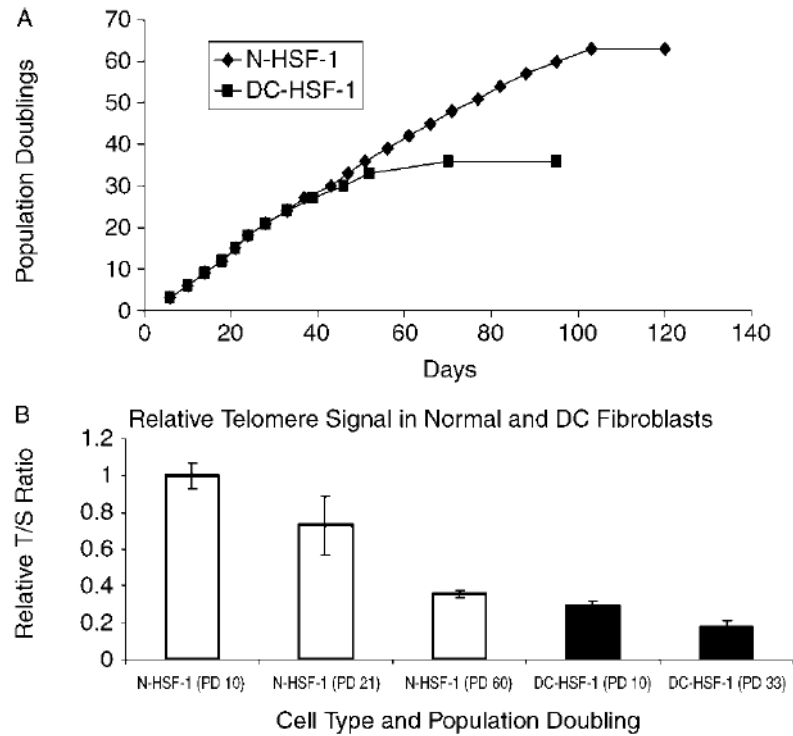 A
Population Doublings
70
60
50
40
30
20
10
0
N-HSF-1
DC-HSF-1
0 20 40 60 80 100 120 140
Days
B
Relative Telomere Signal in Normal and DC Fibroblasts
Relative T/S Ratio
1.2
1
0.8
0.6
0.4
0.2
0
N-HSF-1 (PD 10) N-HSF-1 (PD 21) N-HSF-1 (PD 60) DC-HSF-1 (PD 10) DC-HSF-1 (PD 33)
Cell Type and Population Doubling